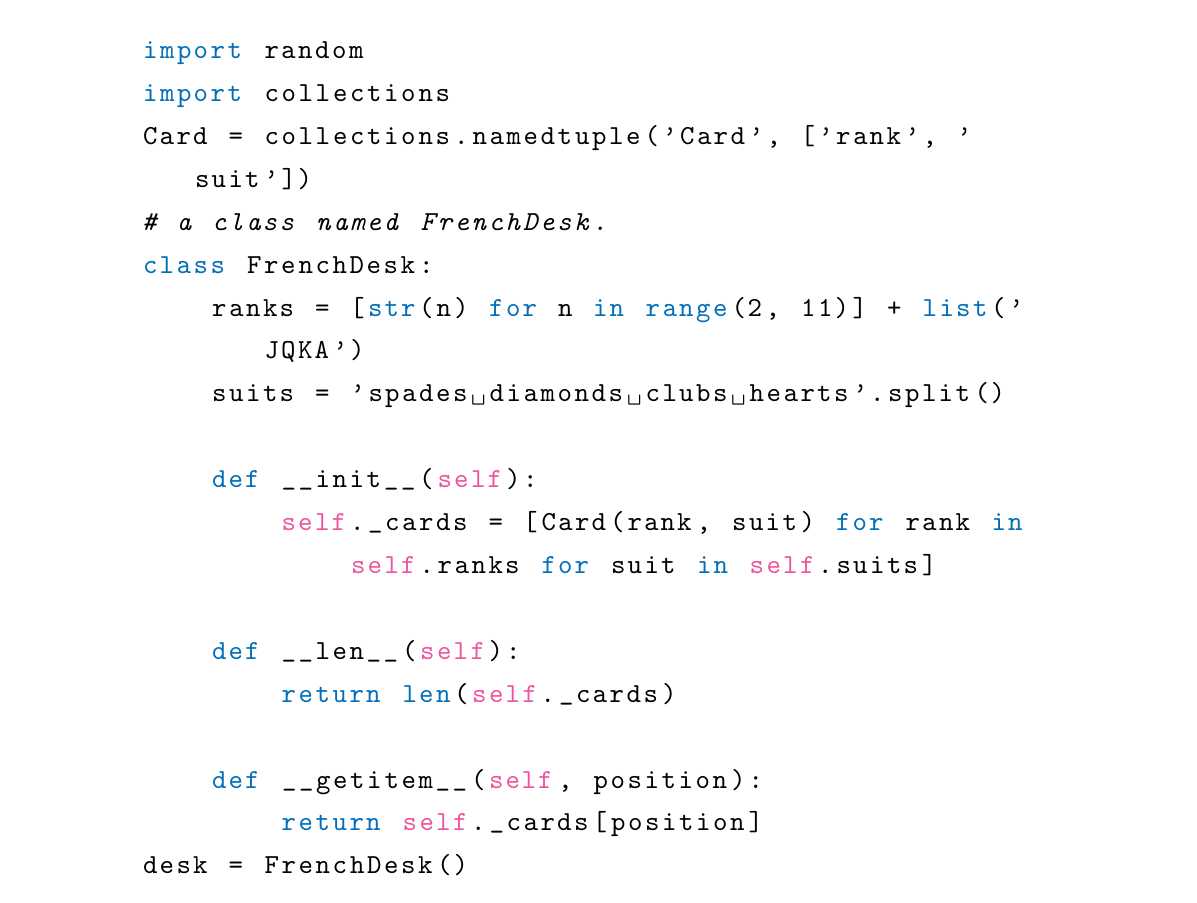 import random
import collections
Card = collections.namedtuple('Card', ['rank', '
suit'])
# a class named FrenchDesk.
class FrenchDesk:
ranks = [str(n) for n in range(2, 11)] + list('
JQKA')
suits = 'spades␣diamonds␣clubs␣hearts'.split()
def __init__(self):
self._cards = [Card(rank, suit) for rank in
self.ranks for suit in self.suits]
def __len__(self):
return len(self._cards)
def __getitem__(self, position):
return self._cards[position]
desk = FrenchDesk()